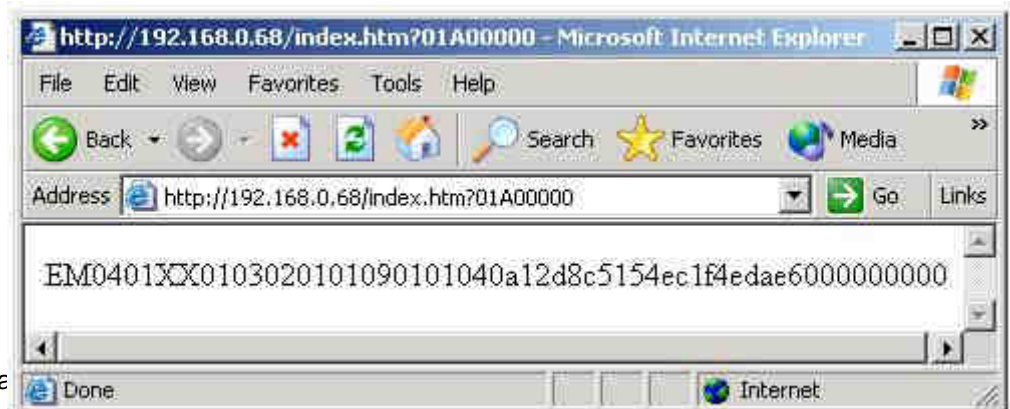 http://192.168.0.68/index.htm?01A00000 - Microsoft Internet Explorer
File Edit View Favorites Tools Help
Back Search Favorites Media »
Address http://192.168.0.68/index.htm?01A00000 Go Links
EM0401XX0103020101090101040a12d8c5154ec1f4edae6000000000
Done Internet